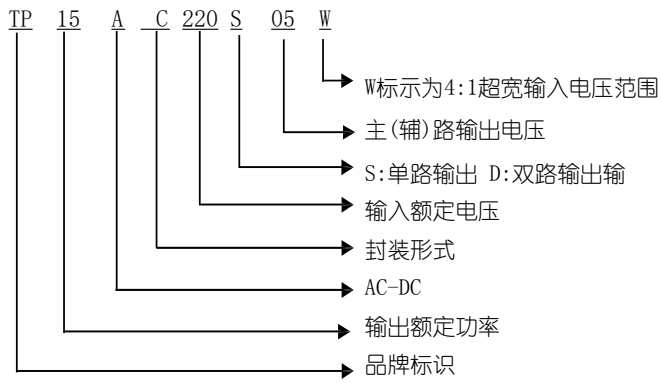 TP 15 A C 220 S 05 W
W标示为4:1超宽输入电压范围
主(辅)路输出电压
S:单路输出 D:双路输出输
输入额定电压
封装形式
AC-DC
输出额定功率
品牌标识